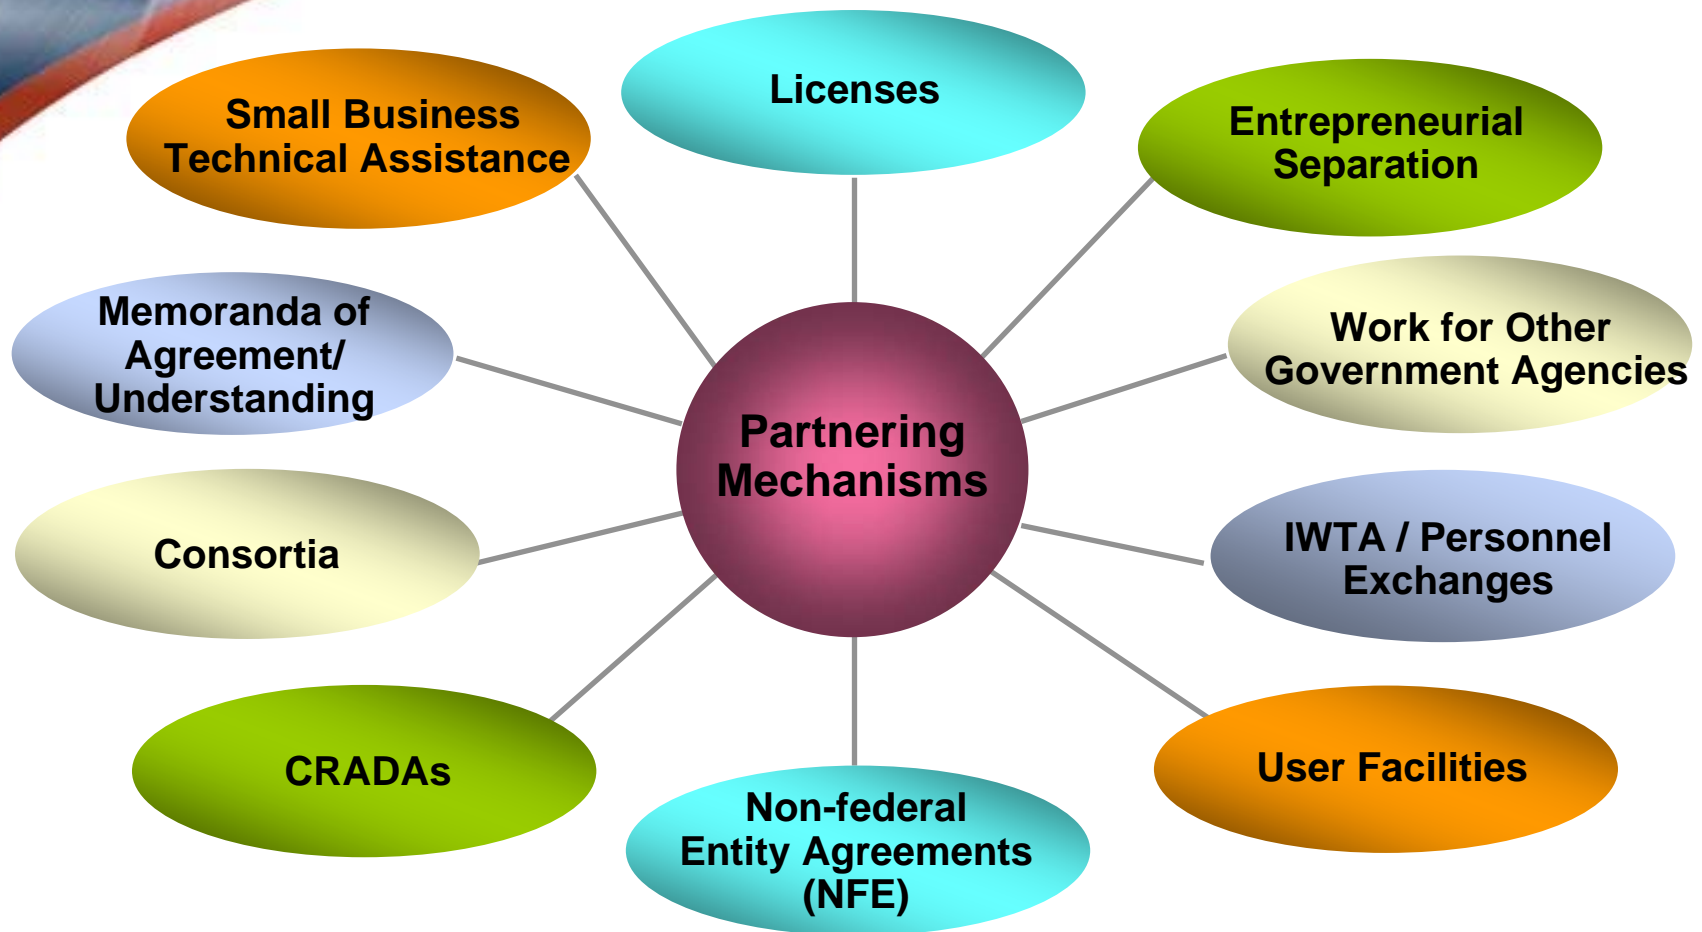 Licenses
Small Business
Technical Assistance
Entrepreneurial
Separation
Memoranda of
Agreement/
Understanding
Work for Other
Government Agencies
Partnering
Mechanisms
Consortia
IWTA / Personnel
Exchanges
CRADAs
User Facilities
Non-federal
Entity Agreements
(NFE)